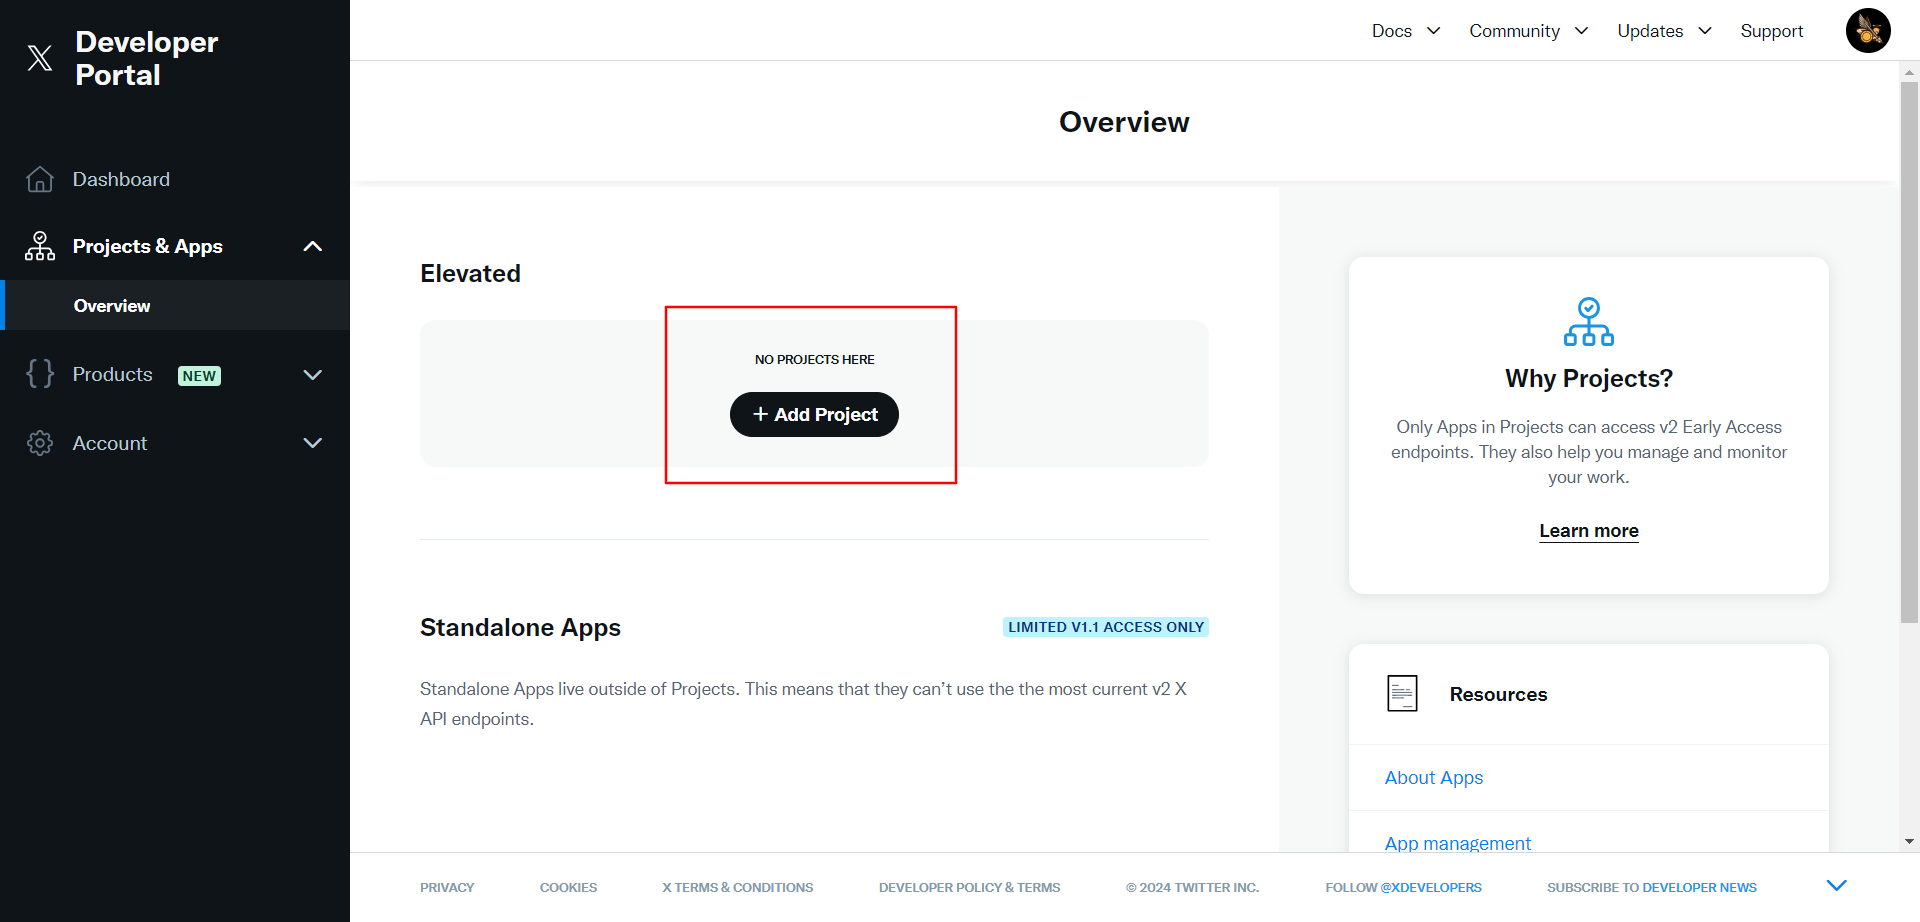 Developer
Portal
Docs
Community
Updates
Support
Dashboard
Projects & Apps
Overview
Products NEW
Account
Overview
Elevated
NO PROJECTS HERE
+ Add Project
Standalone Apps
LIMITED V1.1 ACCESS ONLY
Standalone Apps live outside of Projects. This means that they can’t use the the most current v2 X
API endpoints.
Why Projects?
Only Apps in Projects can access v2 Early Access
endpoints. They also help you manage and monitor
your work.
Learn more
Resources
About Apps
App management
PRIVACY
COOKIES
X TERMS & CONDITIONS
DEVELOPER POLICY & TERMS
© 2024 TWITTER INC.
FOLLOW @XDEVELOPERS
SUBSCRIBE TO DEVELOPER NEWS